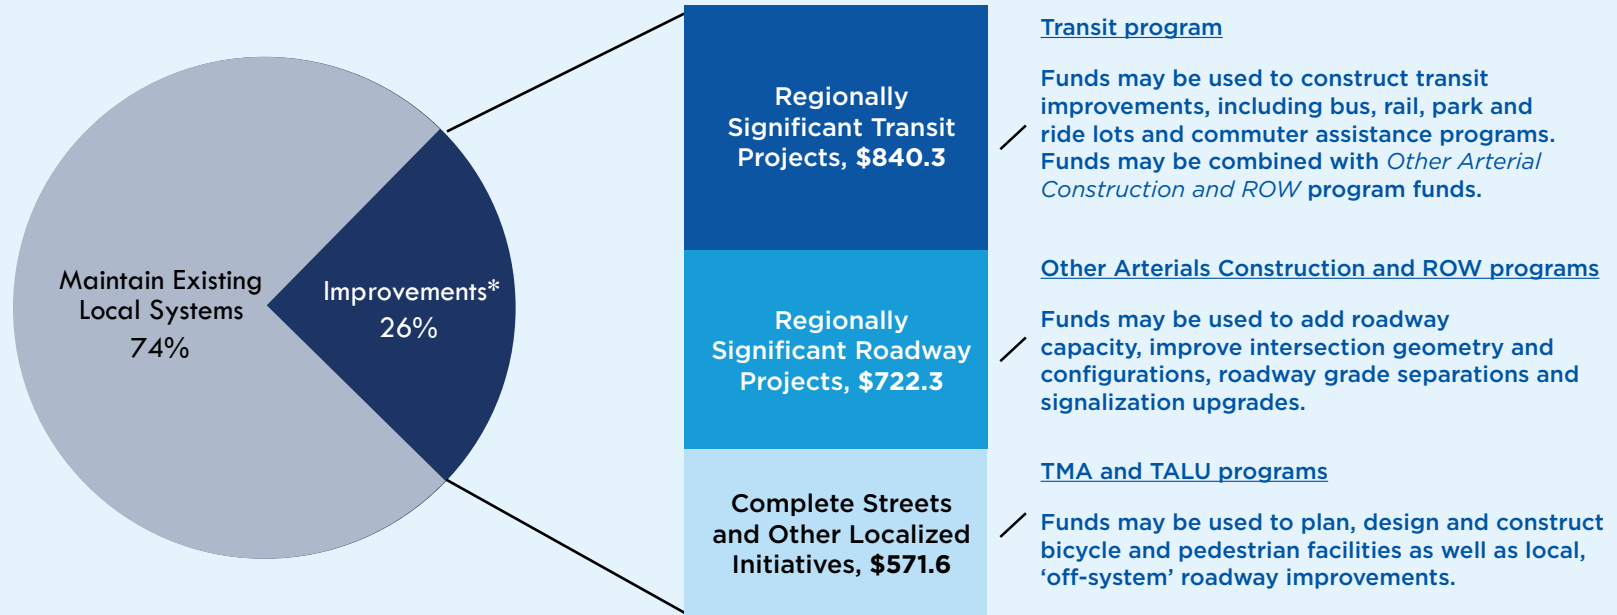 Maintain Existing
Local Systems
74%
Improvements*
26%
Regionally
Significant Transit
Projects, $840.3
Regionally
Significant Roadway
Projects, $722.3
Complete Streets
and Other Localized
Initiatives, $571.6
Transit program
Funds may be used to construct transit
improvements, including bus, rail, park and
ride lots and commuter assistance programs.
Funds may be combined with Other Arterial
Construction and ROW program funds.
Other Arterials Construction and ROW programs
Funds may be used to add roadway
capacity, improve intersection geometry and
configurations, roadway grade separations and
signalization upgrades.
TMA and TALU programs
Funds may be used to plan, design and construct
bicycle and pedestrian facilities as well as local,
‘off-system’ roadway improvements.